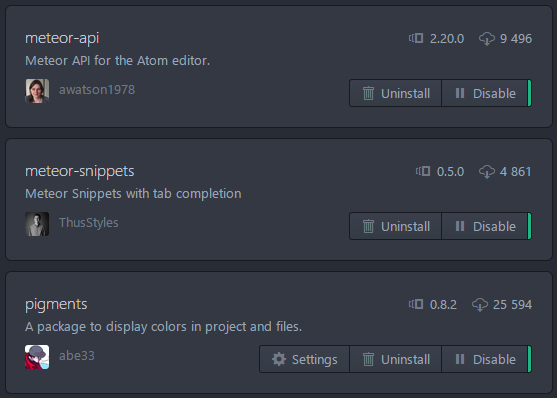 meteor-api 2.20.0 9 496
Meteor API for the Atom editor.
awatson1978 Uninstall Disable
meteor-snippets 0.5.0 4 861
Meteor Snippets with tab completion
ThusStyles Uninstall Disable
pigments 0.8.2 25 594
A package to display colors in project and files.
abe33 Settings Uninstall Disable